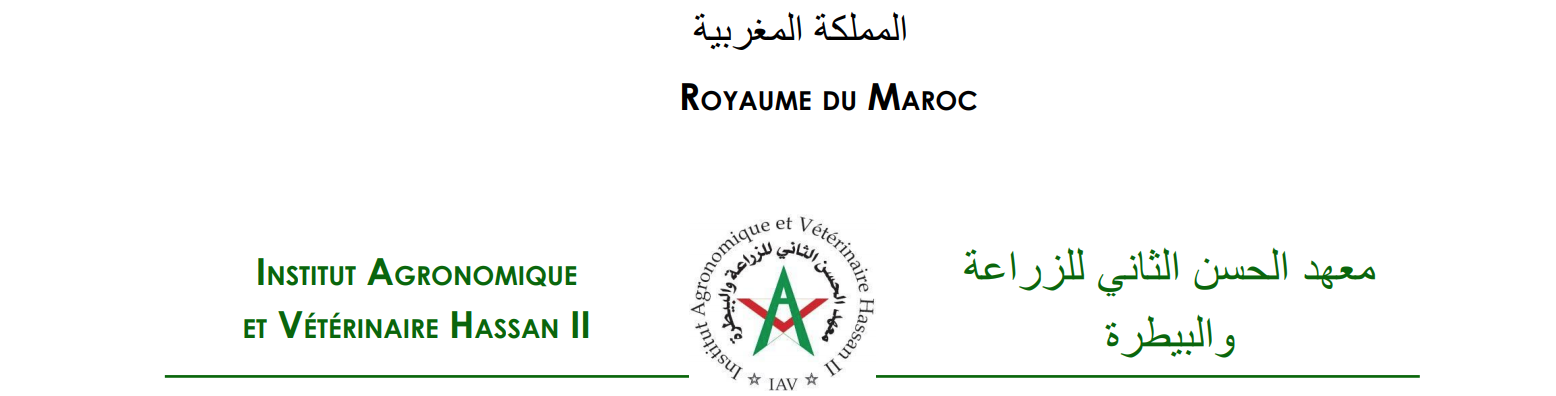 المملكة المغربية
ROYAUME DU MAROC
INSTITUT AGRONOMIQUE
ET VÉTÉRINAIRE HASSAN II
Institut Agronomique et Vétérinaire Hassan II
معهد الحسن الثاني للزراعة والبيطرة
IAV
معهد الحسن الثاني للزراعة
والبيطرة